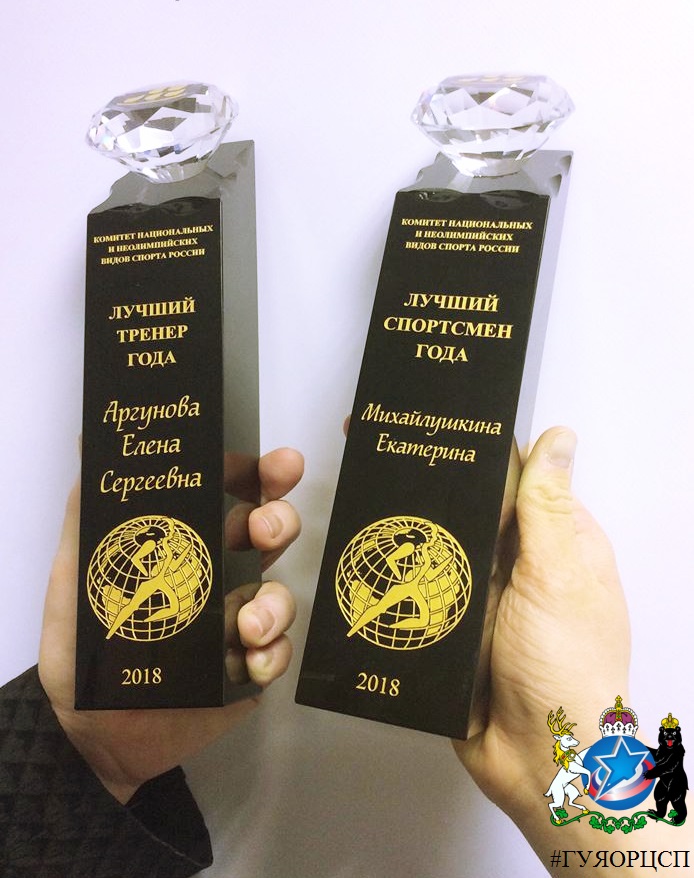 КОМИТЕТ НАЦИОНАЛЬНЫХ
И НЕОЛИМПИЙСКИХ
ВИДОВ СПОРТА РОССИИ
ЛУЧШИЙ
ТРЕНЕР
ГОДА
Аргунова
Елена
Сергеевна
2018
КОМИТЕТ НАЦИОНАЛЬНЫХ
И НЕОЛИМПИЙСКИХ
ВИДОВ СПОРТА РОССИИ
ЛУЧШИЙ
СПОРТСМЕН
ГОДА
Михайлушкина
Екатерина
2018
#ГУЯОРЦСП